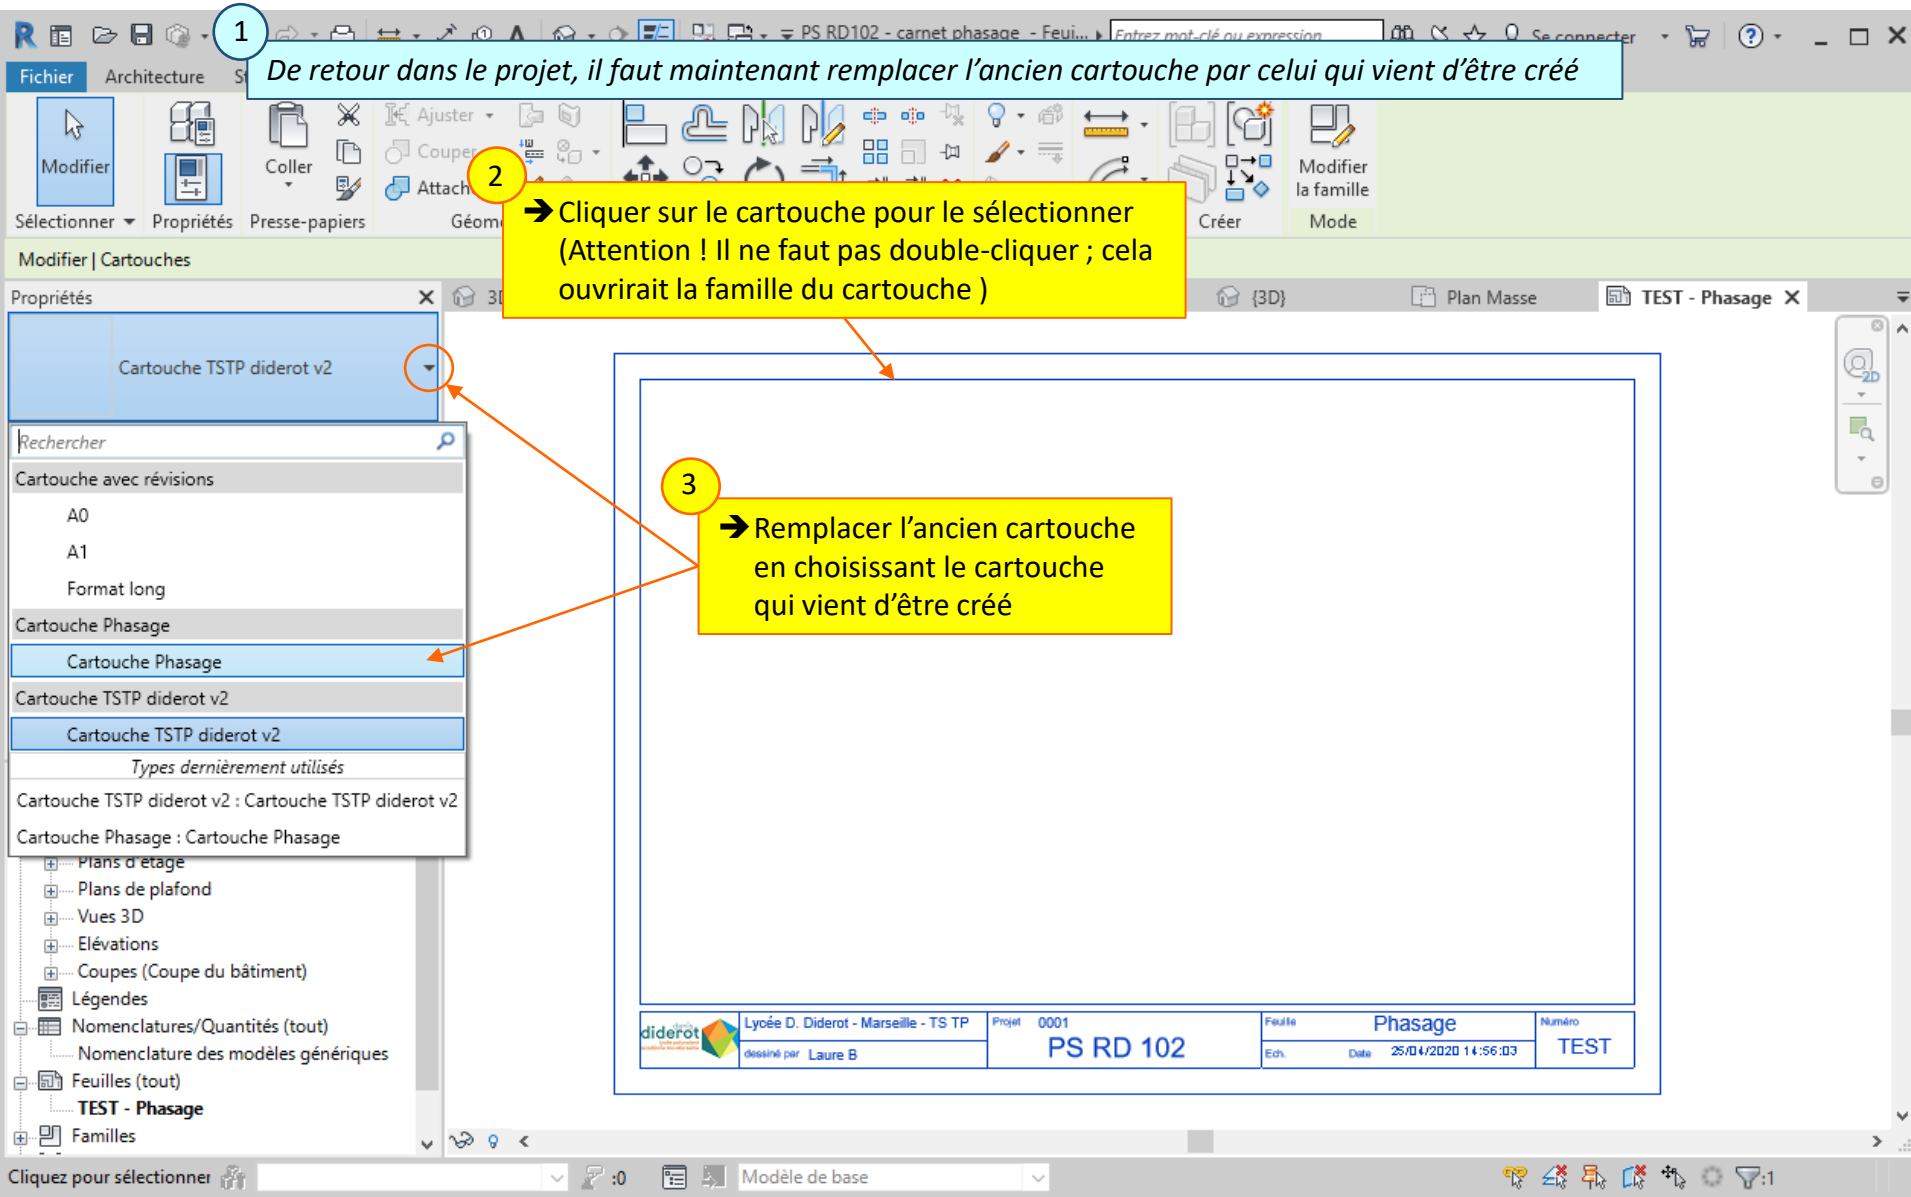 1
PS RD102 - carnet phasage - Feui...
Entrez mot-clé ou expression
Se connecter
De retour dans le projet, il faut maintenant remplacer l'ancien cartouche par celui qui vient d'être créé
Fichier
Architecture
Modifier
Coller
Ajuster
Couper
Attach
Modifier
la famille
Sélectionner
Propriétés
Presse-papiers
Géom
Créer
Mode
2
➔ Cliquer sur le cartouche pour le sélectionner
(Attention ! Il ne faut pas double-cliquer ; cela
ouvrirait la famille du cartouche )
Modifier | Cartouches
Propriétés
{3D}
Plan Masse
TEST - Phasage
Cartouche TSTP diderot v2
2D
Rechercher
Cartouche avec révisions
A0
A1
Format long
Cartouche Phasage
Cartouche Phasage
Cartouche TSTP diderot v2
Cartouche TSTP diderot v2
Types dernièrement utilisés
Cartouche TSTP diderot v2 : Cartouche TSTP diderot v2
Cartouche Phasage : Cartouche Phasage
3
➔ Remplacer l'ancien cartouche
en choisissant le cartouche
qui vient d'être créé
Plans d'étage
Plans de plafond
Vues 3D
Elévations
Coupes (Coupe du bâtiment)
Légendes
Nomenclatures/Quantités (tout)
Nomenclature des modèles génériques
Feuilles (tout)
TEST - Phasage
Familles
diderot
Lycée D. Diderot - Marseille - TS TP
dessiné par Laure B
Projet 0001
PS RD 102
Feuille Phasage
Ech. Date 25/04/2020 14:56:03
Numéro
TEST
Cliquez pour sélectionner
:0
Modèle de base
:1